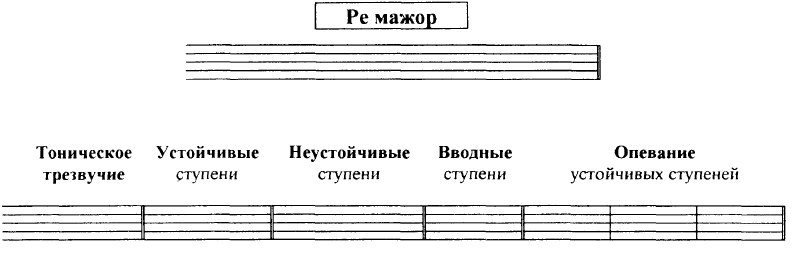 Ре мажор
Тоническое Устойчивые Неустойчивые Вводные Опевание
трезвучие ступени ступени ступени устойчивых ступеней